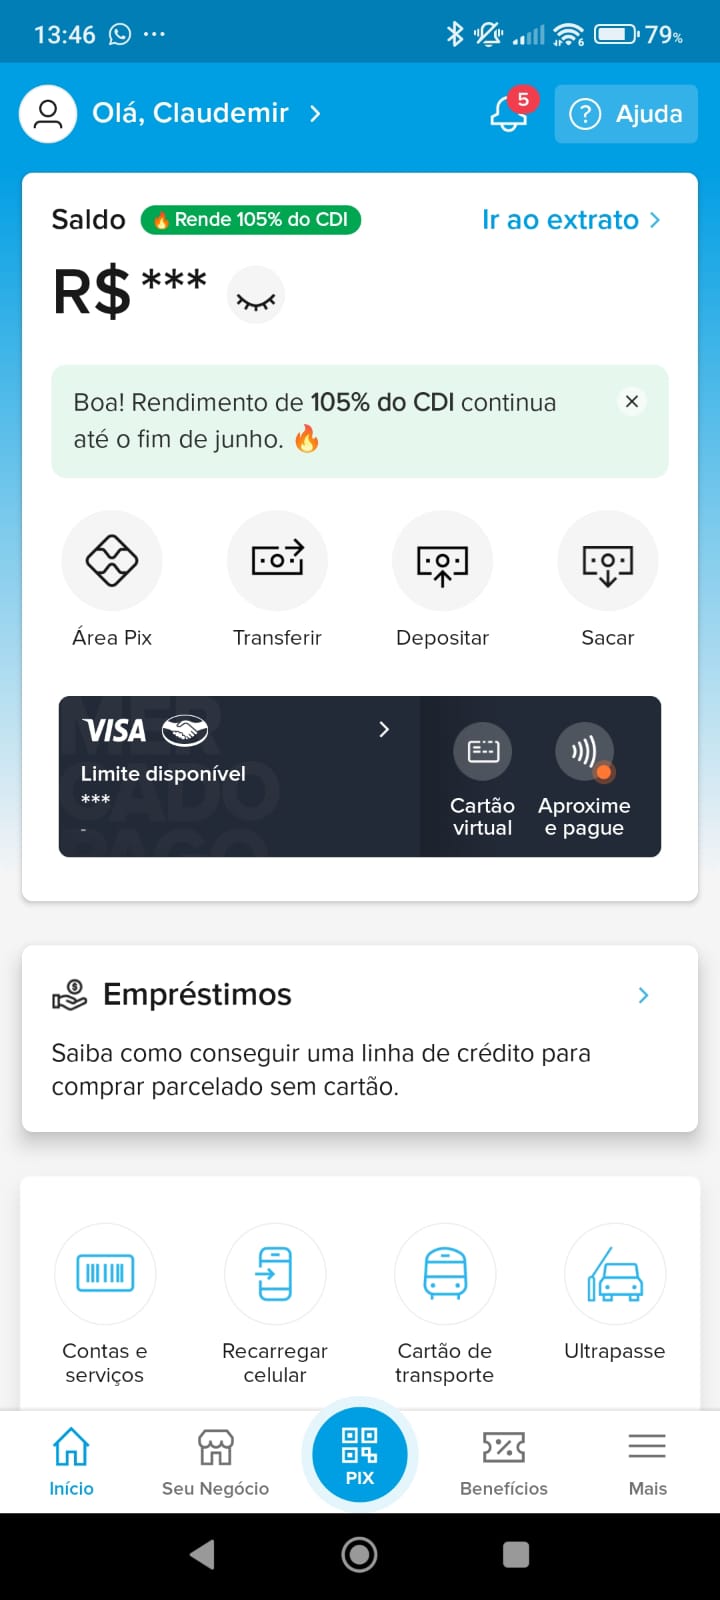 13:46
79%
Olá, Claudemir
5
Ajuda
Saldo
Rende 105% do CDI
Ir ao extrato
R$ ***
Boa! Rendimento de 105% do CDI continua
até o fim de junho.
Área Pix
Transferir
Depositar
Sacar
VISA
Limite disponível
***
-
Cartão
virtual
Aproxime
e pague
MERCADO PAGO
Empréstimos
Saiba como conseguir uma linha de crédito para
comprar parcelado sem cartão.
Contas e
serviços
Recarregar
celular
Cartão de
transporte
Ultrapasse
Início
Seu Negócio
PIX
Benefícios
Mais